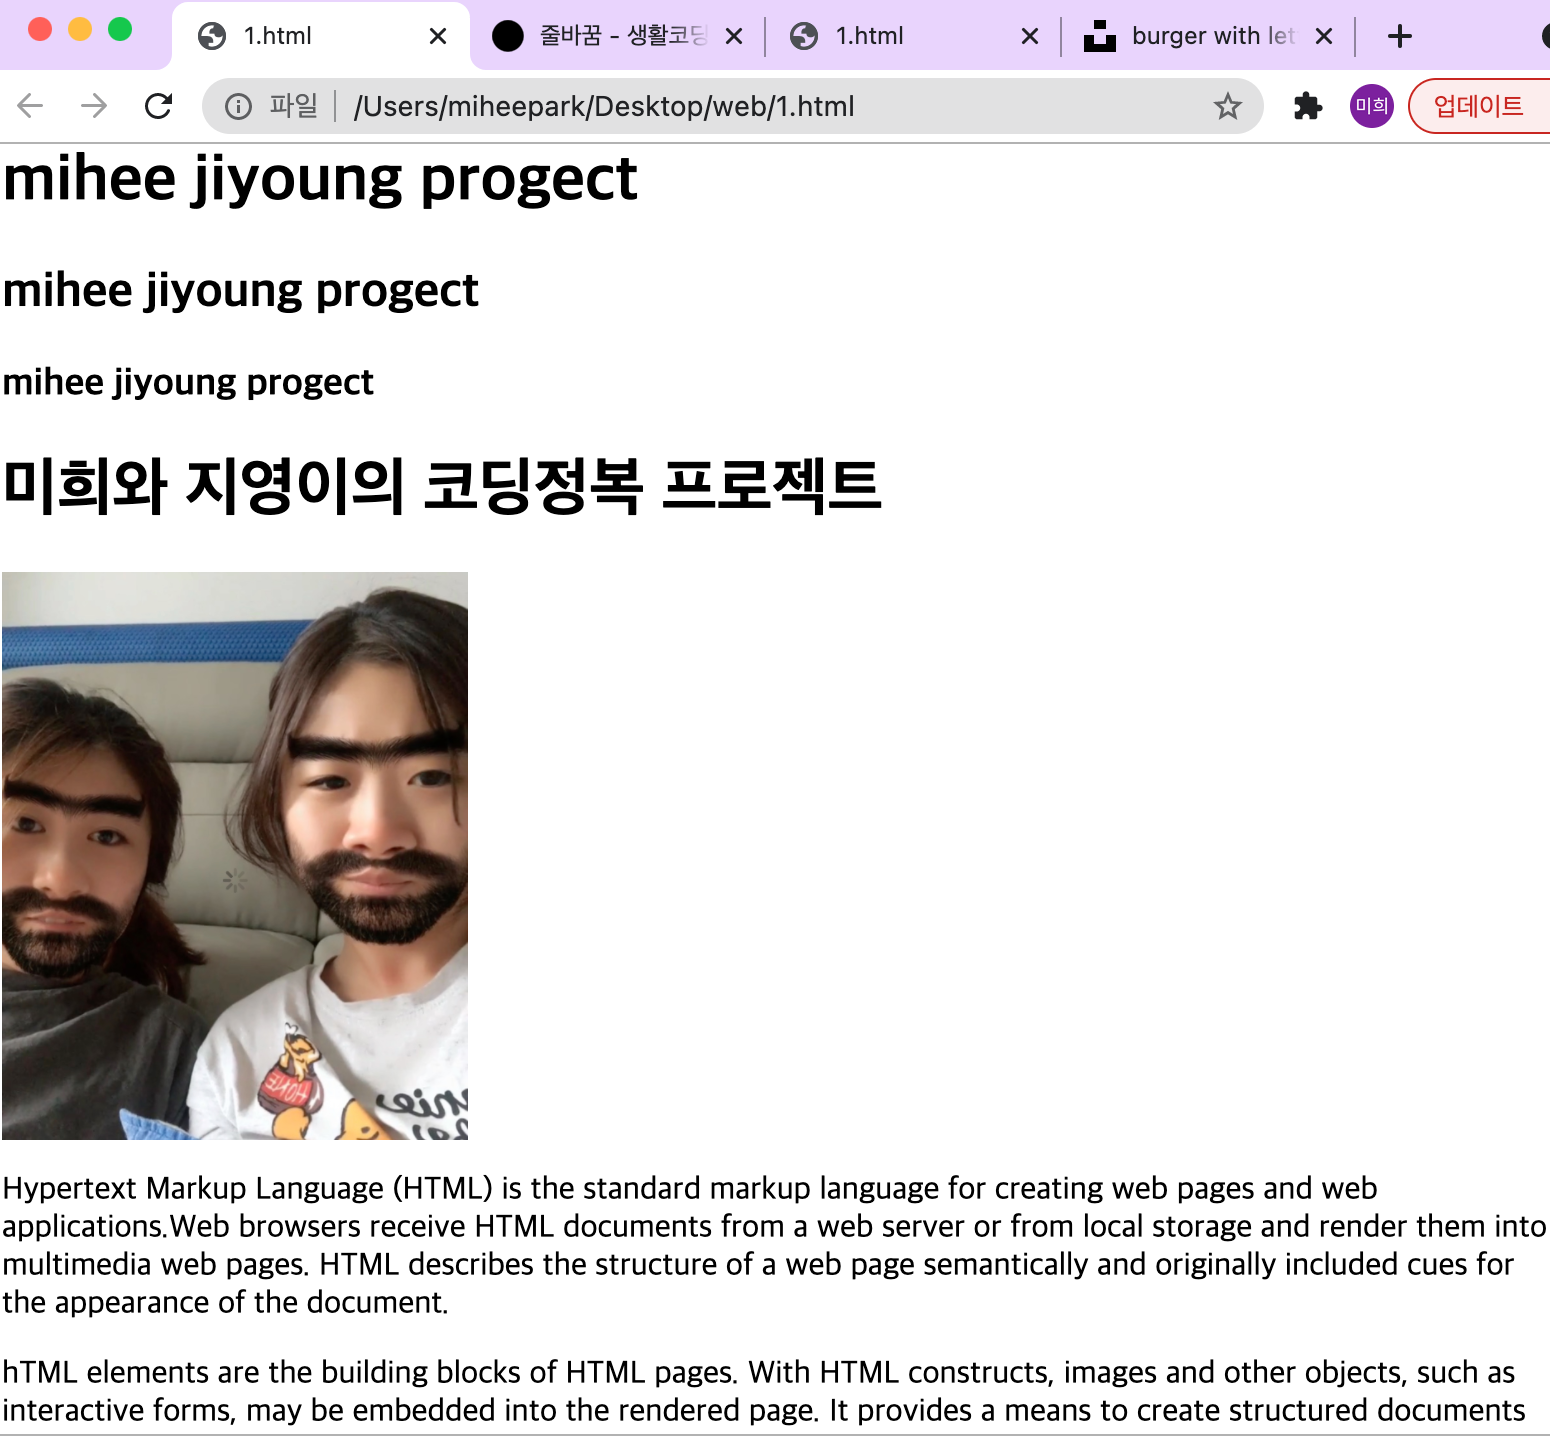 1.html
줄바꿈 - 생활코딩
1.html
burger with let
파일 /Users/miheepark/Desktop/web/1.html 미희 업데이트
mihee jiyoung progect
mihee jiyoung progect
mihee jiyoung progect
미희와 지영이의 코딩정복 프로젝트
Hypertext Markup Language (HTML) is the standard markup language for creating web pages and web
applications.Web browsers receive HTML documents from a web server or from local storage and render them into
multimedia web pages. HTML describes the structure of a web page semantically and originally included cues for
the appearance of the document.
hTML elements are the building blocks of HTML pages. With HTML constructs, images and other objects, such as
interactive forms, may be embedded into the rendered page. It provides a means to create structured documents